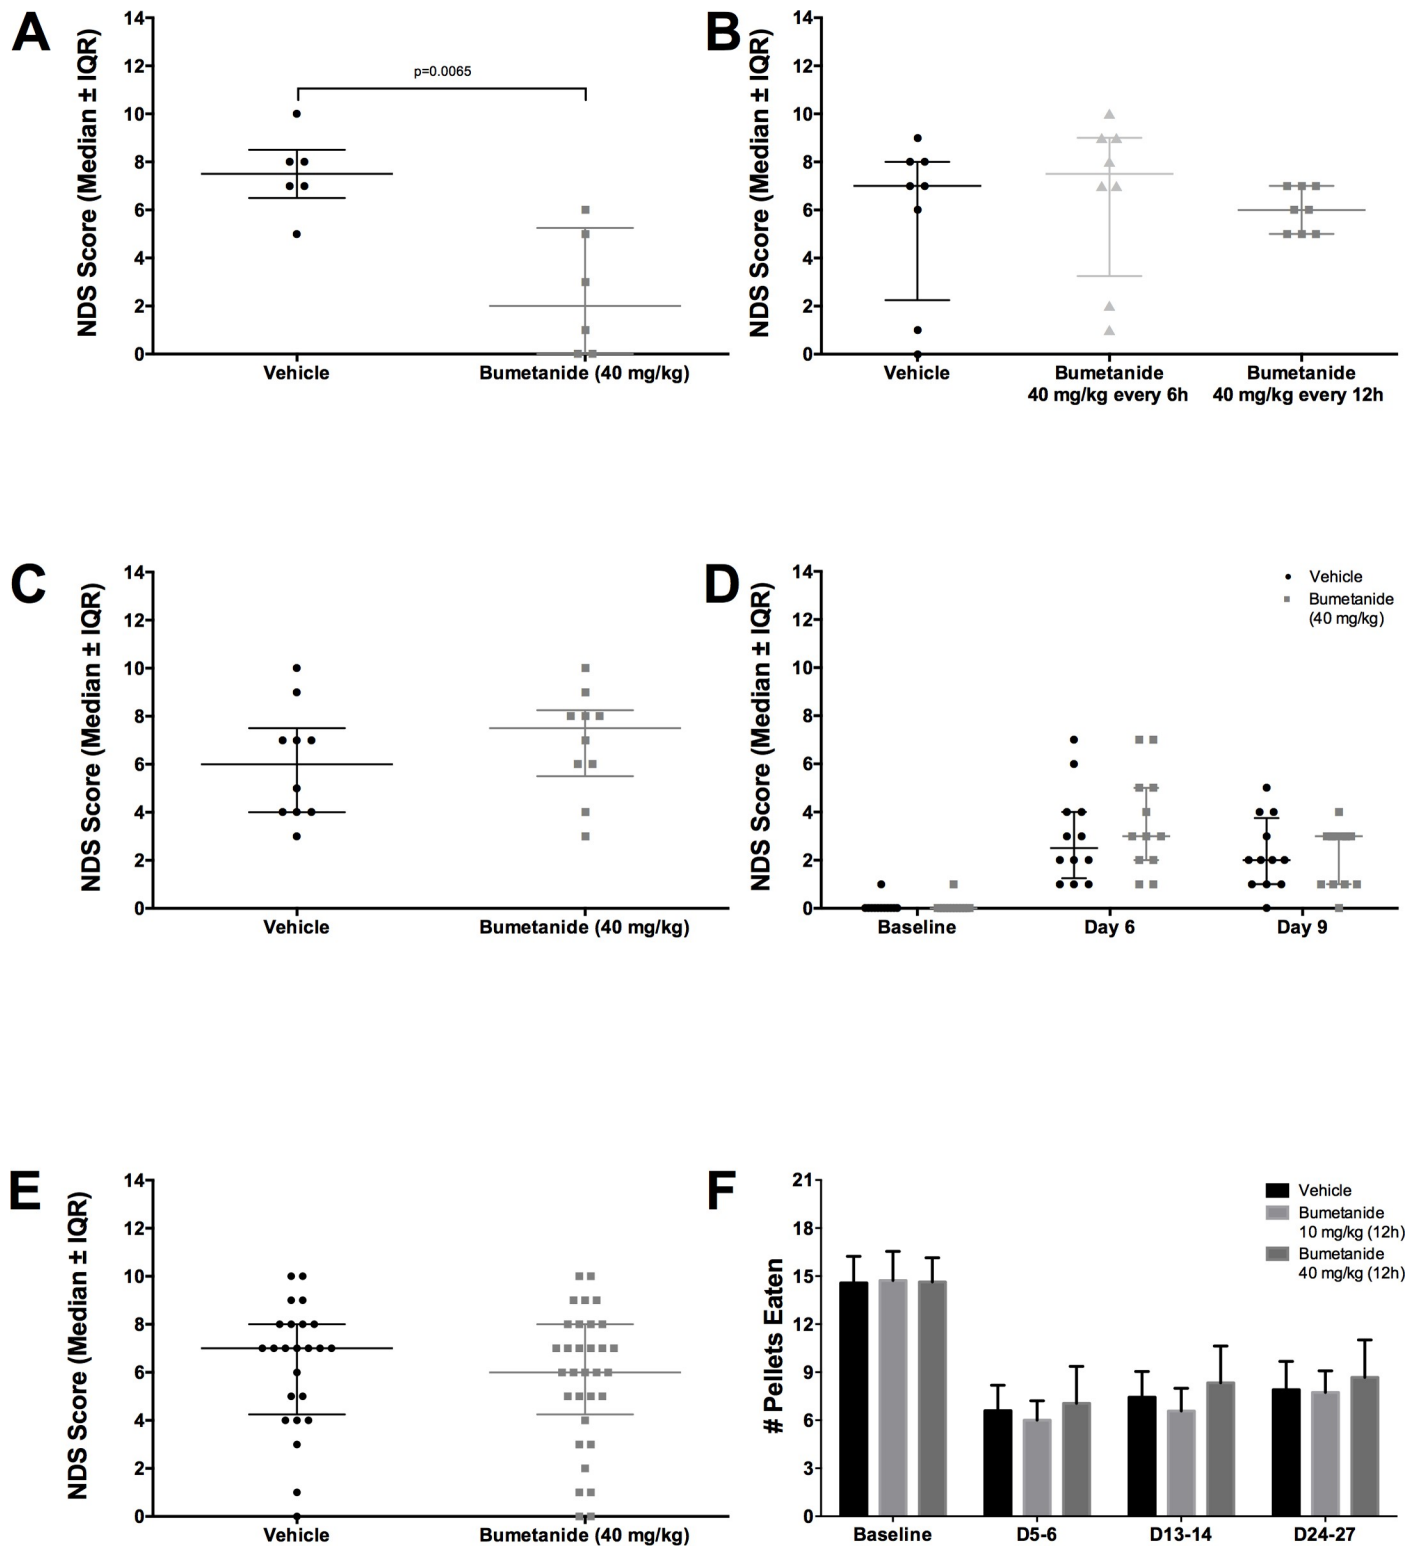 A
NDS Score (Median ± IQR)
14
12
10
8
6
4
2
0
p=0.0065
Vehicle
Bumetanide (40 mg/kg)
B
NDS Score (Median ± IQR)
14
12
10
8
6
4
2
0
Vehicle
Bumetanide
40 mg/kg every 6h
Bumetanide
40 mg/kg every 12h
C
NDS Score (Median ± IQR)
14
12
10
8
6
4
2
0
Vehicle
Bumetanide (40 mg/kg)
D
NDS Score (Median ± IQR)
14
12
10
8
6
4
2
0
Vehicle
Bumetanide
(40 mg/kg)
Baseline
Day 6
Day 9
E
NDS Score (Median ± IQR)
14
12
10
8
6
4
2
0
Vehicle
Bumetanide (40 mg/kg)
F
# Pellets Eaten
21
18
15
12
9
6
3
0
Vehicle
Bumetanide
10 mg/kg (12h)
Bumetanide
40 mg/kg (12h)
Baseline
D5-6
D13-14
D24-27